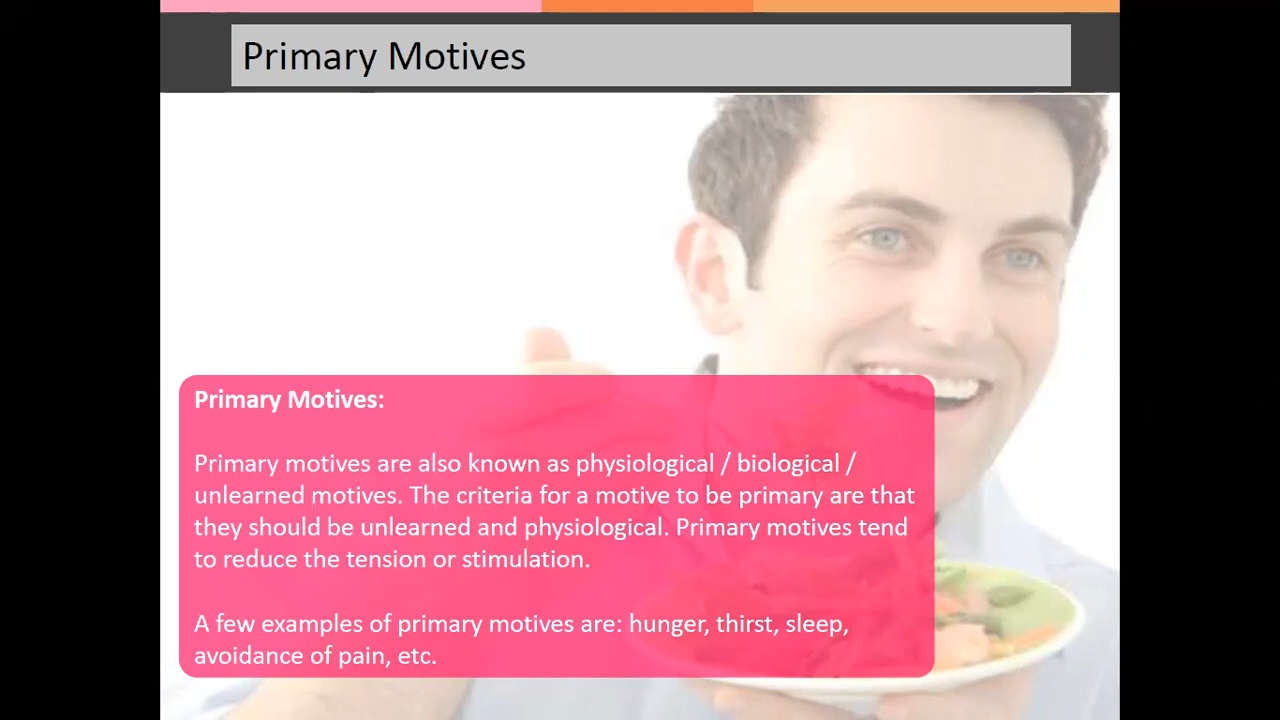 Primary Motives
Primary Motives:
Primary motives are also known as physiological / biological /
unlearned motives. The criteria for a motive to be primary are that
they should be unlearned and physiological. Primary motives tend
to reduce the tension or stimulation.
A few examples of primary motives are: hunger, thirst, sleep,
avoidance of pain, etc.